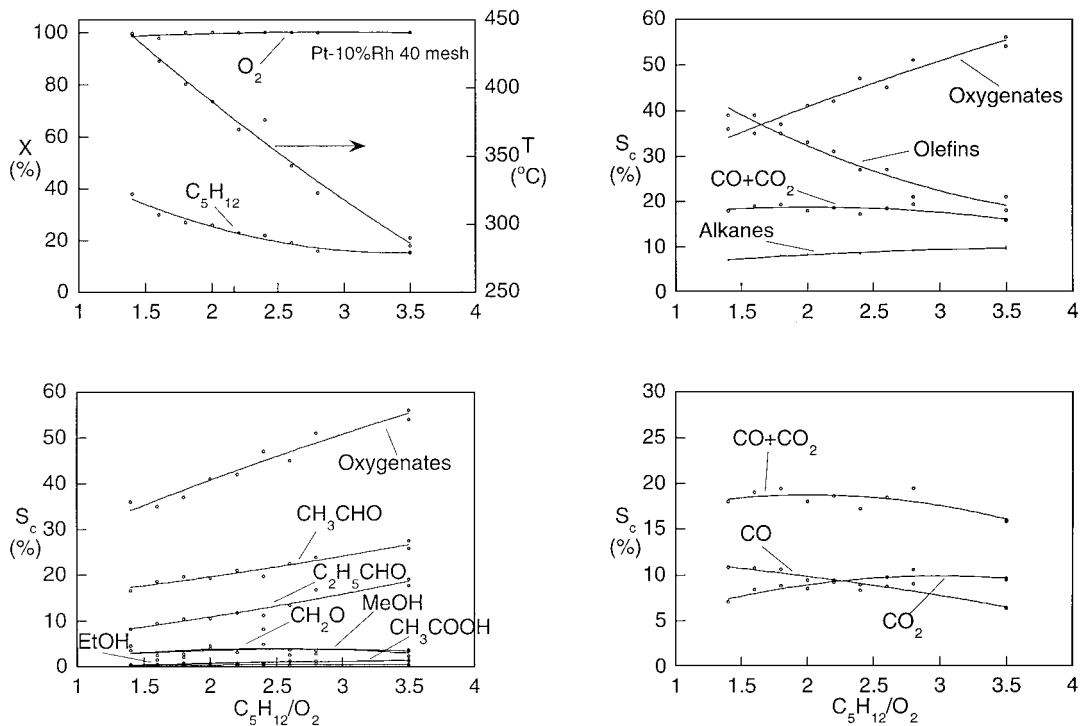 100
80
60
40
20
0
X
(%)
O₂
Pt-10%Rh 40 mesh
C₅H₁₂
450
400
350
300
250
T
(°C)
1 1.5 2 2.5 3 3.5 4
60
50
40
30
20
10
0
S꜀
(%)
Oxygenates
Olefins
CO+CO₂
Alkanes
1 1.5 2 2.5 3 3.5 4
60
50
40
30
20
10
0
S꜀
(%)
Oxygenates
CH₃CHO
C₂H₅CHO
MeOH
CH₂O
CH₃COOH
EtOH
1 1.5 2 2.5 3 3.5 4
C₅H₁₂/O₂
30
25
20
15
10
5
0
S꜀
(%)
CO+CO₂
CO
CO₂
1 1.5 2 2.5 3 3.5 4
C₅H₁₂/O₂